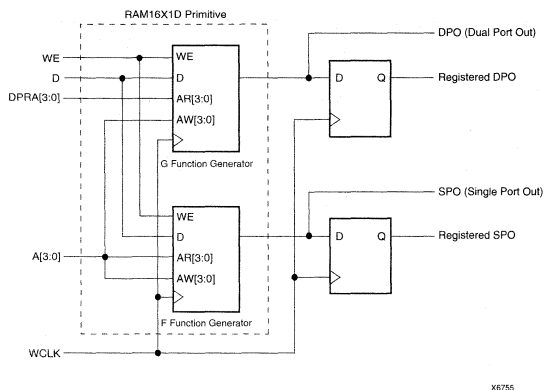 RAM16X1D Primitive
DPO (Dual Port Out)
WE
WE
D
D
D
Q
Registered DPO
DPRA[3:0]
AR[3:0]
AW[3:0]
G Function Generator
SPO (Single Port Out)
WE
D
D
Q
Registered SPO
A[3:0]
AR[3:0]
AW[3:0]
F Function Generator
WCLK
X6755